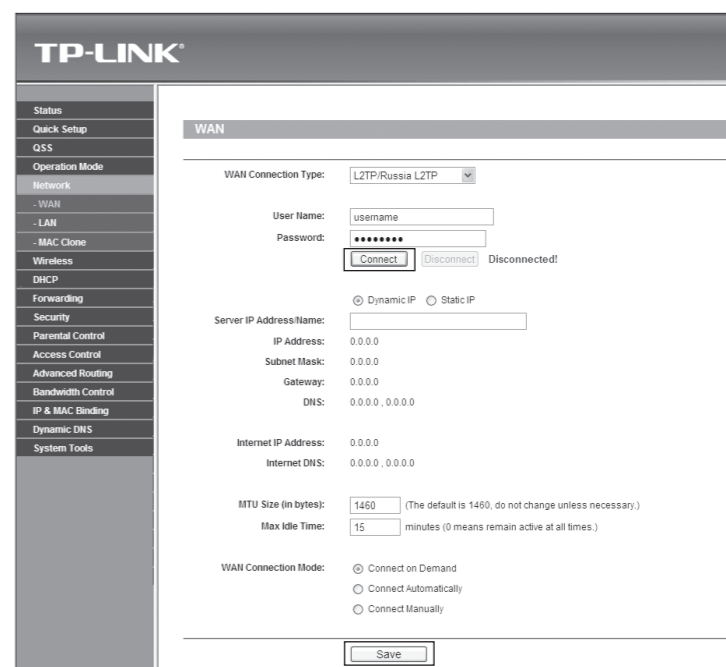 TP-LINK®
Status
Quick Setup
QSS
Operation Mode
Network
- WAN
- LAN
- MAC Clone
Wireless
DHCP
Forwarding
Security
Parental Control
Access Control
Advanced Routing
Bandwidth Control
IP & MAC Binding
Dynamic DNS
System Tools
WAN
WAN Connection Type: L2TP/Russia L2TP
User Name: username
Password: ●●●●●●●●
Connect Disconnect Disconnected!
Dynamic IP Static IP
Server IP Address/Name:
IP Address: 0.0.0.0
Subnet Mask: 0.0.0.0
Gateway: 0.0.0.0
DNS: 0.0.0.0 , 0.0.0.0
Internet IP Address: 0.0.0.0
Internet DNS: 0.0.0.0 , 0.0.0.0
MTU Size (in bytes): 1460 (The default is 1460, do not change unless necessary.)
Max Idle Time: 15 minutes (0 means remain active at all times.)
WAN Connection Mode: Connect on Demand
Connect Automatically
Connect Manually
Save